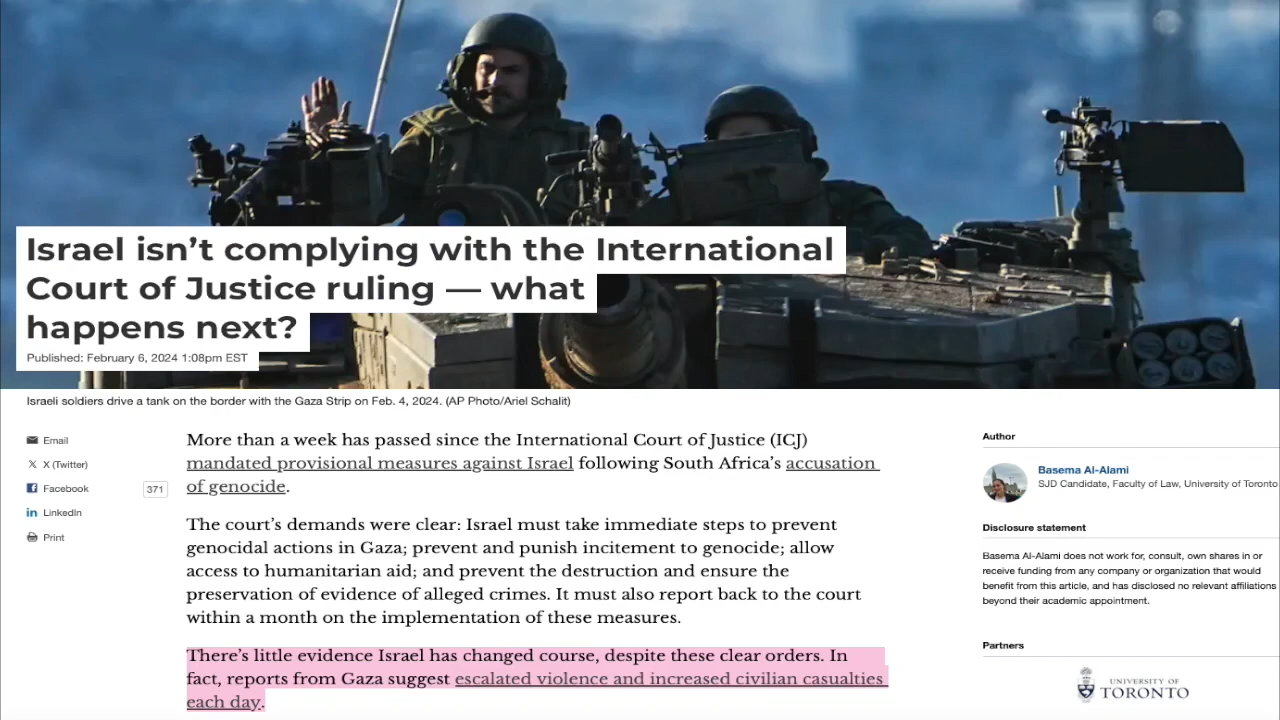 Israel isn’t complying with the International
Court of Justice ruling — what
happens next?
Published: February 6, 2024 1:08pm EST
Israeli soldiers drive a tank on the border with the Gaza Strip on Feb. 4, 2024. (AP Photo/Ariel Schalit)
Email
X (Twitter)
Facebook
371
LinkedIn
Print
More than a week has passed since the International Court of Justice (ICJ)
mandated provisional measures against Israel following South Africa’s accusation
of genocide.
The court’s demands were clear: Israel must take immediate steps to prevent
genocidal actions in Gaza; prevent and punish incitement to genocide; allow
access to humanitarian aid; and prevent the destruction and ensure the
preservation of evidence of alleged crimes. It must also report back to the court
within a month on the implementation of these measures.
There’s little evidence Israel has changed course, despite these clear orders. In
fact, reports from Gaza suggest escalated violence and increased civilian casualties
each day.
Author
Basema Al-Alami
SJD Candidate, Faculty of Law, University of Toronto
Disclosure statement
Basema Al-Alami does not work for, consult, own shares in or
receive funding from any company or organization that would
benefit from this article, and has disclosed no relevant affiliations
beyond their academic appointment.
Partners
UNIVERSITY OF
TORONTO